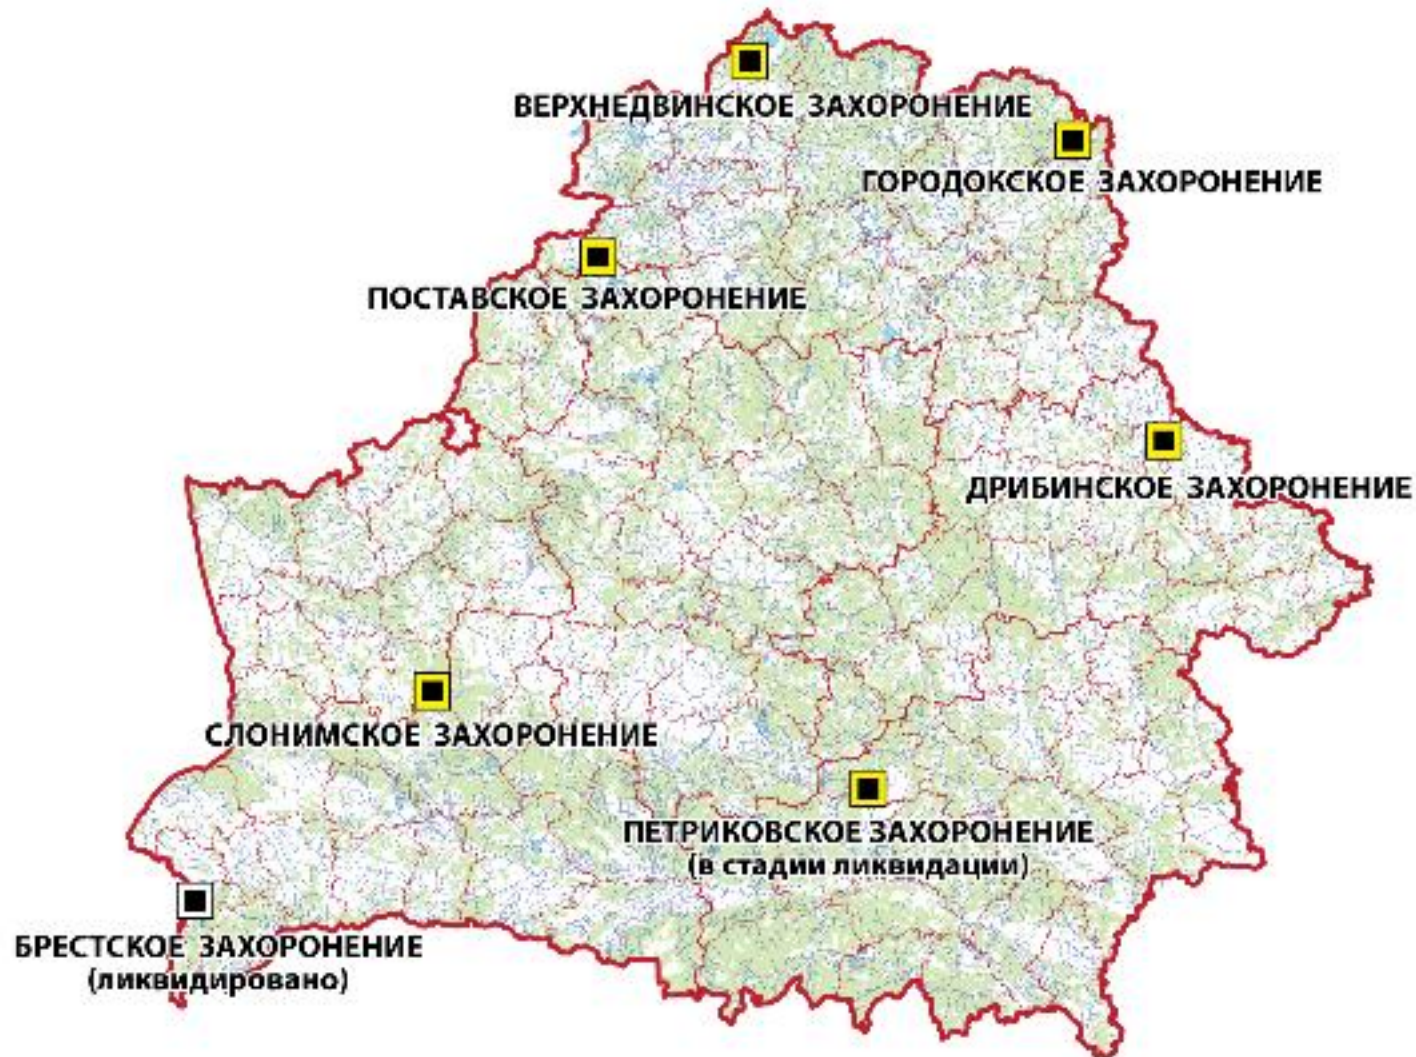 ВЕРХНЕДВИНСКОЕ ЗАХОРОНЕНИЕ
ГОРОДОКСКОЕ ЗАХОРОНЕНИЕ
ПОСТАВСКОЕ ЗАХОРОНЕНИЕ
ДРИБИНСКОЕ ЗАХОРОНЕНИЕ
СЛОНИМСКОЕ ЗАХОРОНЕНИЕ
ПЕТРИКОВСКОЕ ЗАХОРОНЕНИЕ
(в стадии ликвидации)
БРЕСТСКОЕ ЗАХОРОНЕНИЕ
(ликвидировано)